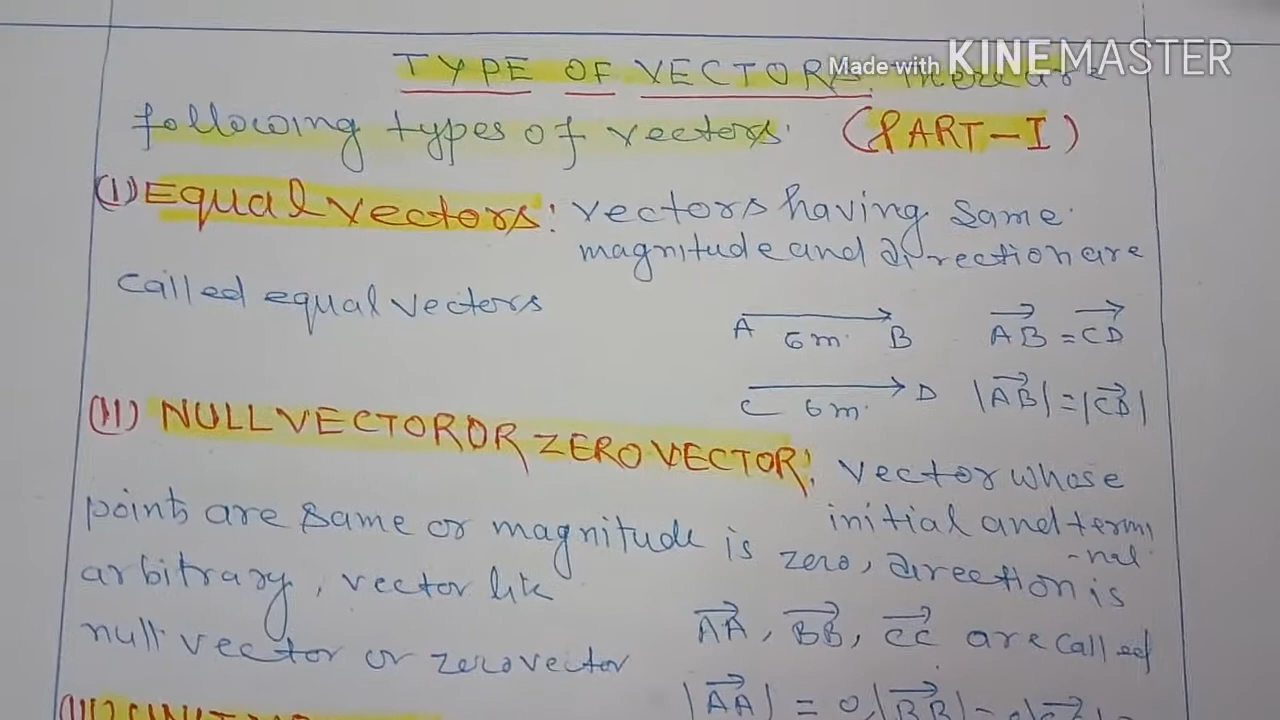 Made with KINEMASTER
TYPE OF VECTORS: There are
following types of vectors. (PART-I)
(I) Equal vectors: vectors having same
magnitude and direction are
called equal vectors
A 6m. B AB = CD
C 6m. D |AB| = |CD|
(II) NULL VECTOR OR ZERO VECTOR: vector whose
initial and termi
-nal
points are same or magnitude is zero, direction is
arbitrary, vector like
AA, BB, CC are called
null vector or zero vector
|AA| = 0, |BB| =